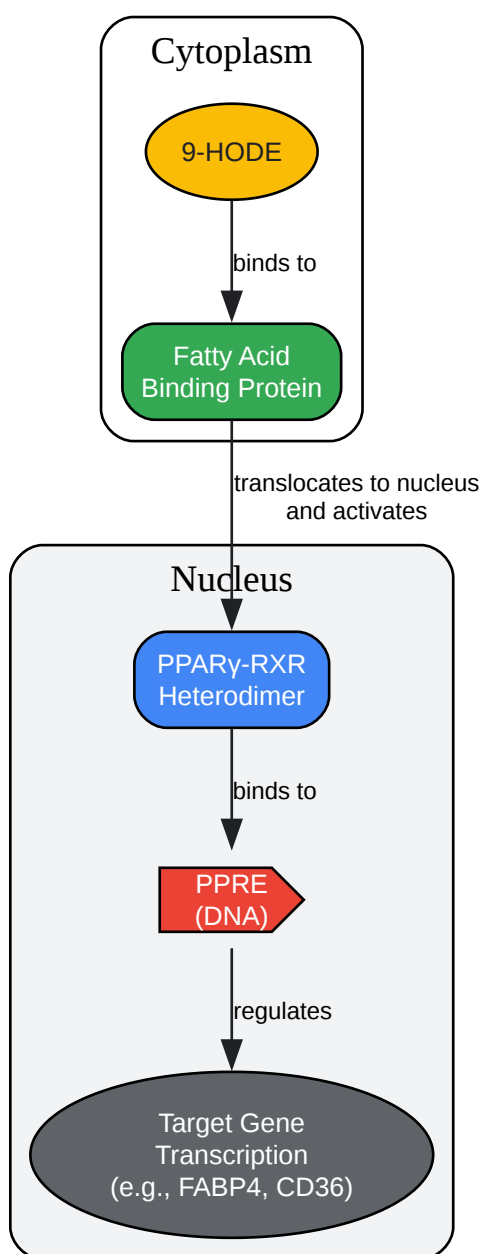 Cytoplasm
9-HODE
binds to
Fatty Acid
Binding Protein
translocates to nucleus
and activates
Nucleus
PPARγ-RXR
Heterodimer
binds to
PPRE
(DNA)
regulates
Target Gene
Transcription
(e.g., FABP4, CD36)